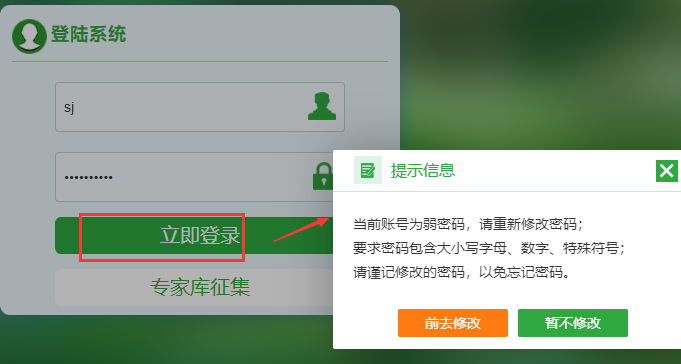 登陆系统
sj
••••••••••
立即登录
专家库征集
提示信息
当前账号为弱密码，请重新修改密码；
要求密码包含大小写字母、数字、特殊符号；
请谨记修改的密码，以免忘记密码。
前去修改
暂不修改